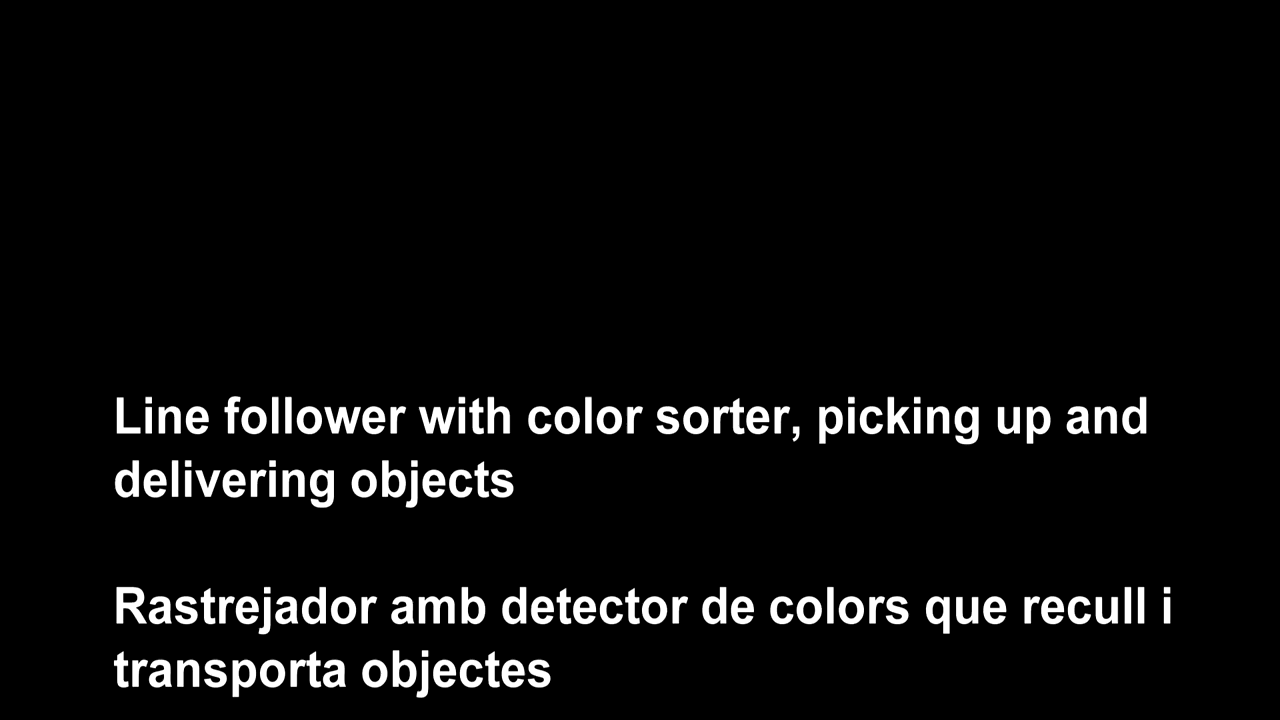 Line follower with color sorter, picking up and
delivering objects
Rastrejador amb detector de colors que recull i
transporta objectes